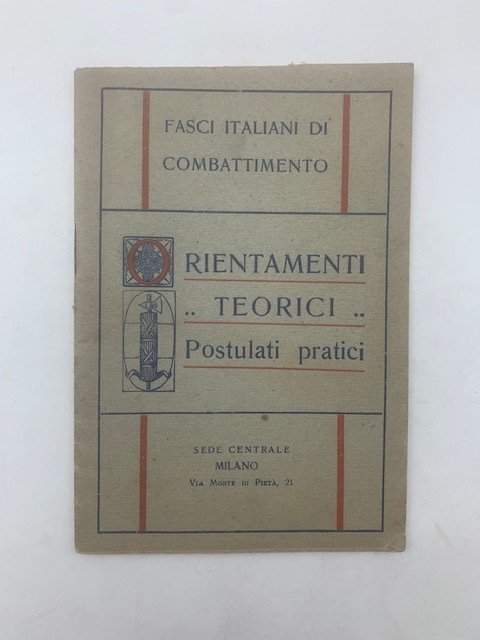 FASCI ITALIANI DI
COMBATTIMENTO
ORIENTAMENTI
.. TEORICI ..
Postulati pratici
SEDE CENTRALE
MILANO
VIA MONTE DI PIETÀ, 21